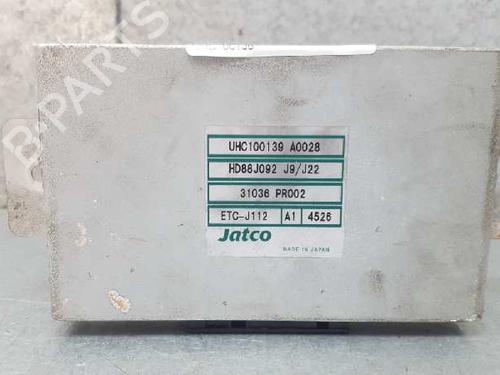 UHC100139 A0028
HD88J092 J9/J22
31036 PR002
ETC-J112 A1 4526
Jatco
MADE IN JAPAN
B-PARTS